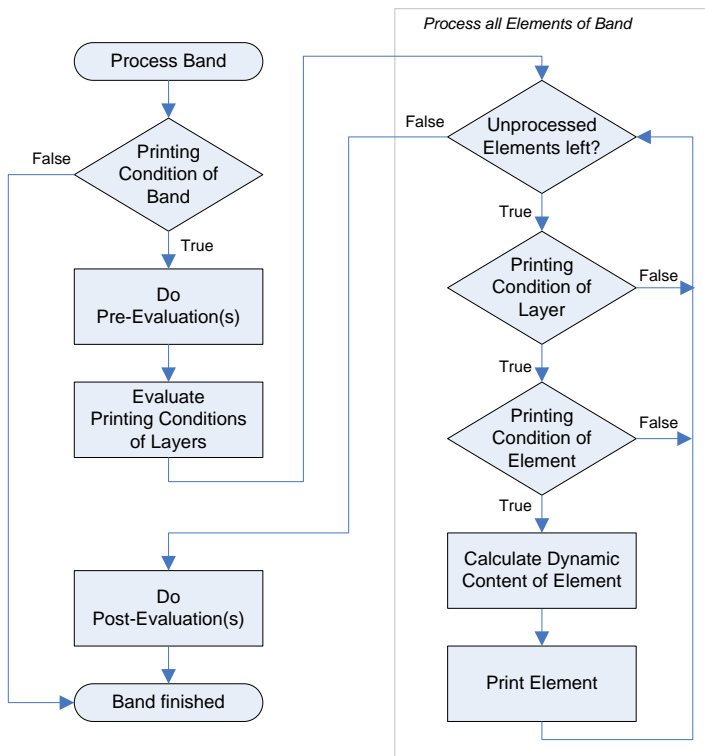 Process all Elements of Band
Process Band
False
Printing
Condition of
Band
True
Do
Pre-Evaluation(s)
Evaluate
Printing Conditions
of Layers
Do
Post-Evaluation(s)
Band finished
False
Unprocessed
Elements left?
True
Printing
Condition of
Layer
False
True
Printing
Condition of
Element
False
True
Calculate Dynamic
Content of Element
Print Element